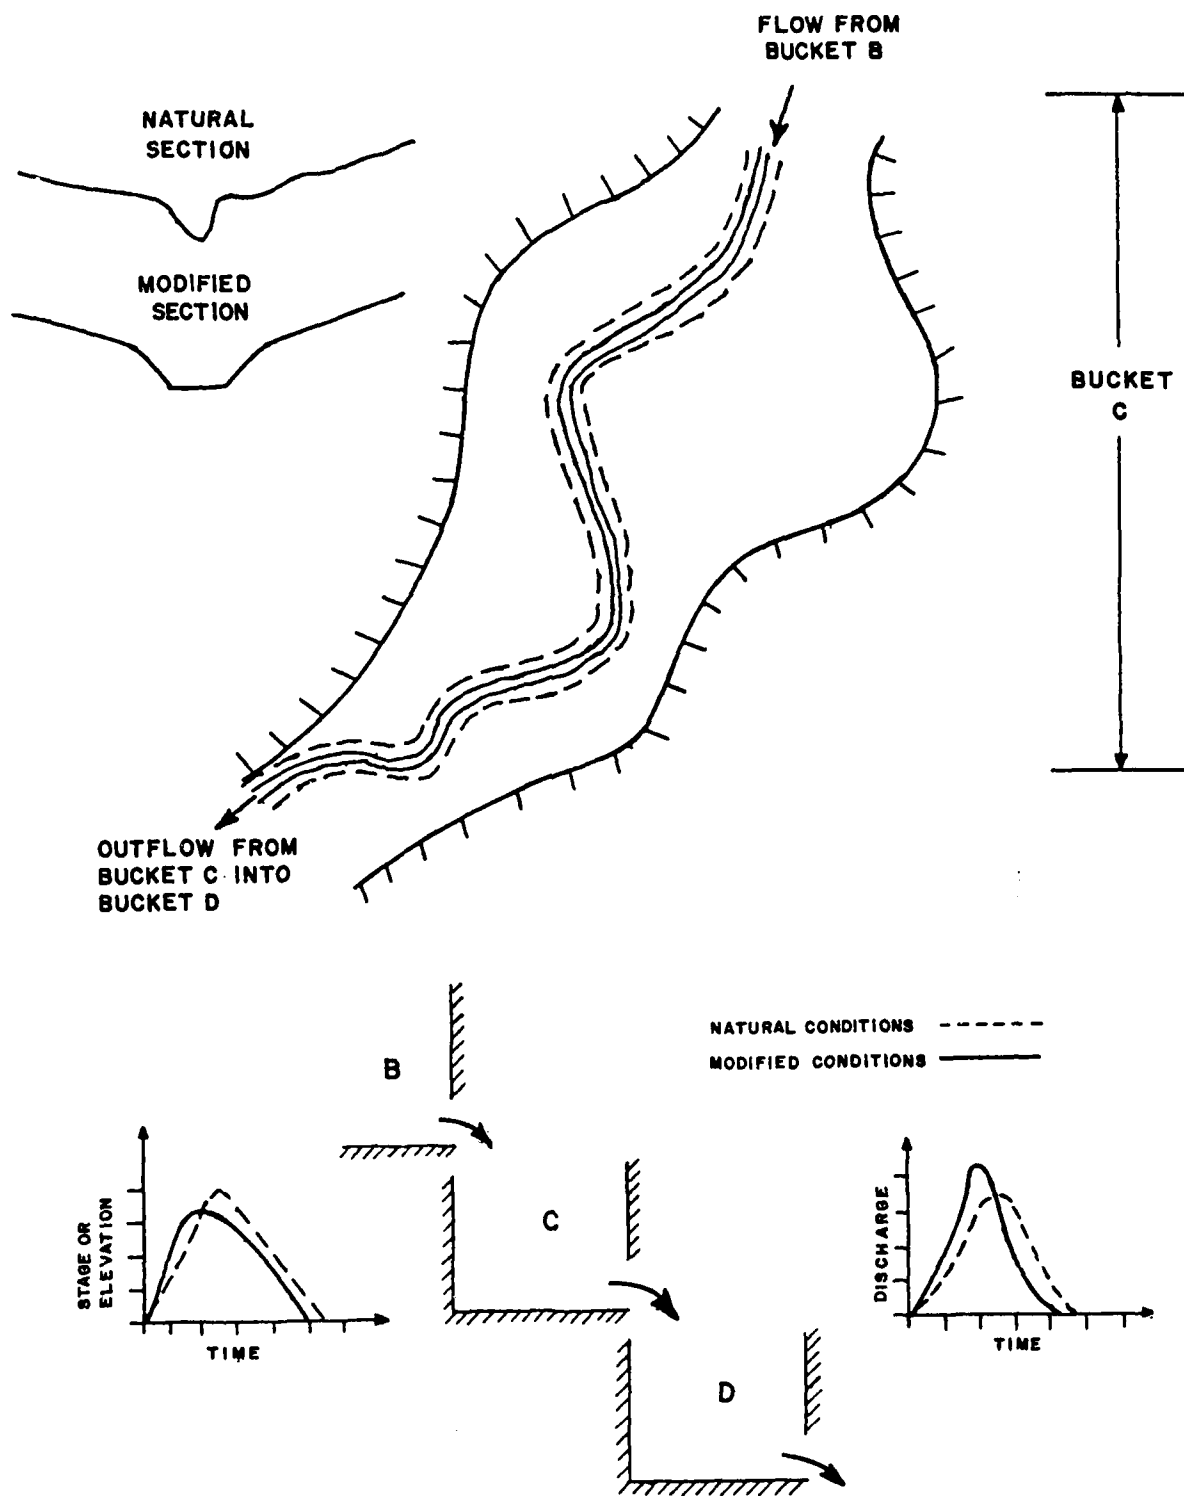 FLOW FROM
BUCKET B
NATURAL
SECTION
MODIFIED
SECTION
BUCKET
C
OUTFLOW FROM
BUCKET C INTO
BUCKET D
NATURAL CONDITIONS
MODIFIED CONDITIONS
B
STAGE OR
ELEVATION
TIME
C
DISCHARGE
TIME
D